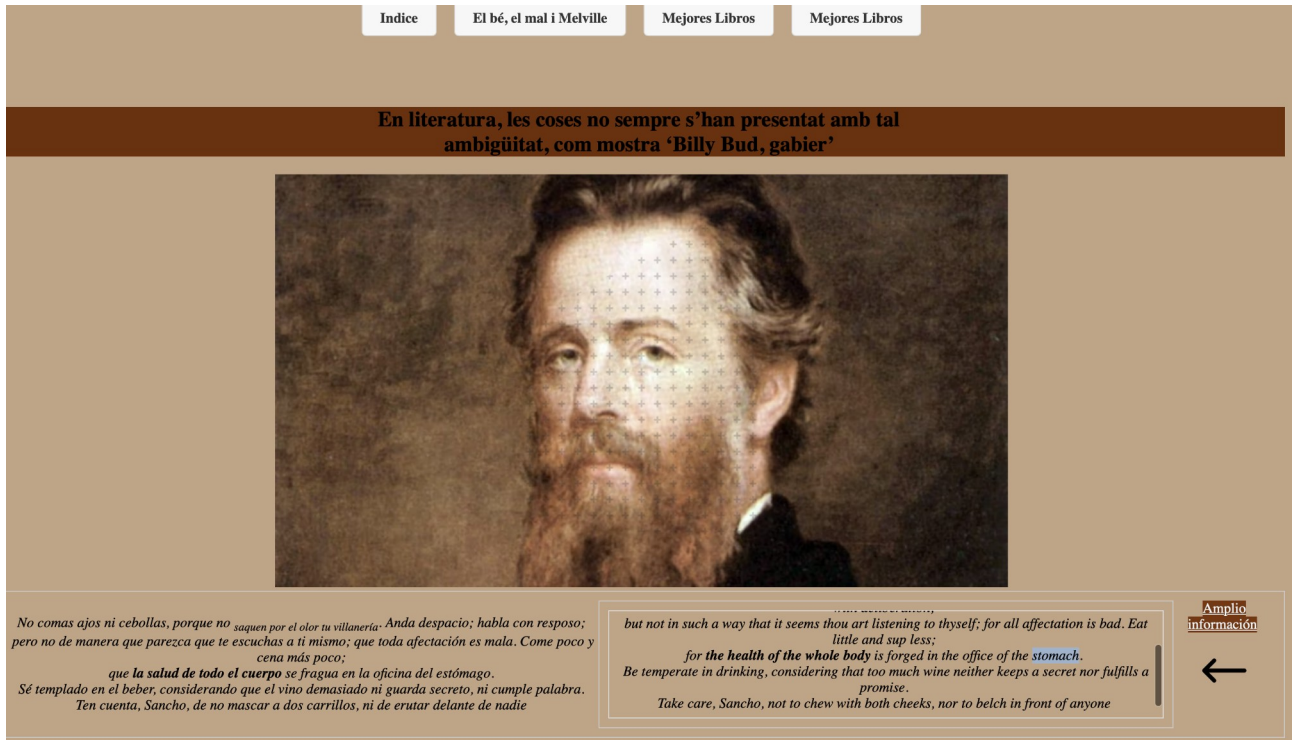 Indice
El bé, el mal i Melville
Mejores Libros
Mejores Libros
En literatura, les coses no sempre s’han presentat amb tal
ambigüitat, com mostra ‘Billy Bud, gabier’
No comas ajos ni cebollas, porque no saquen por el olor tu villanería. Anda despacio; habla con resposo;
pero no de manera que parezca que te escuchas a ti mismo; que toda afectación es mala. Come poco y
cena más poco;
que la salud de todo el cuerpo se fragua en la oficina del estómago.
Sé templado en el beber, considerando que el vino demasiado ni guarda secreto, ni cumple palabra.
Ten cuenta, Sancho, de no mascar a dos carrillos, ni de erutar delante de nadie
but not in such a way that it seems thou art listening to thyself; for all affectation is bad. Eat
little and sup less;
for the health of the whole body is forged in the office of the stomach.
Be temperate in drinking, considering that too much wine neither keeps a secret nor fulfills a
promise.
Take care, Sancho, not to chew with both cheeks, nor to belch in front of anyone
Amplio
información